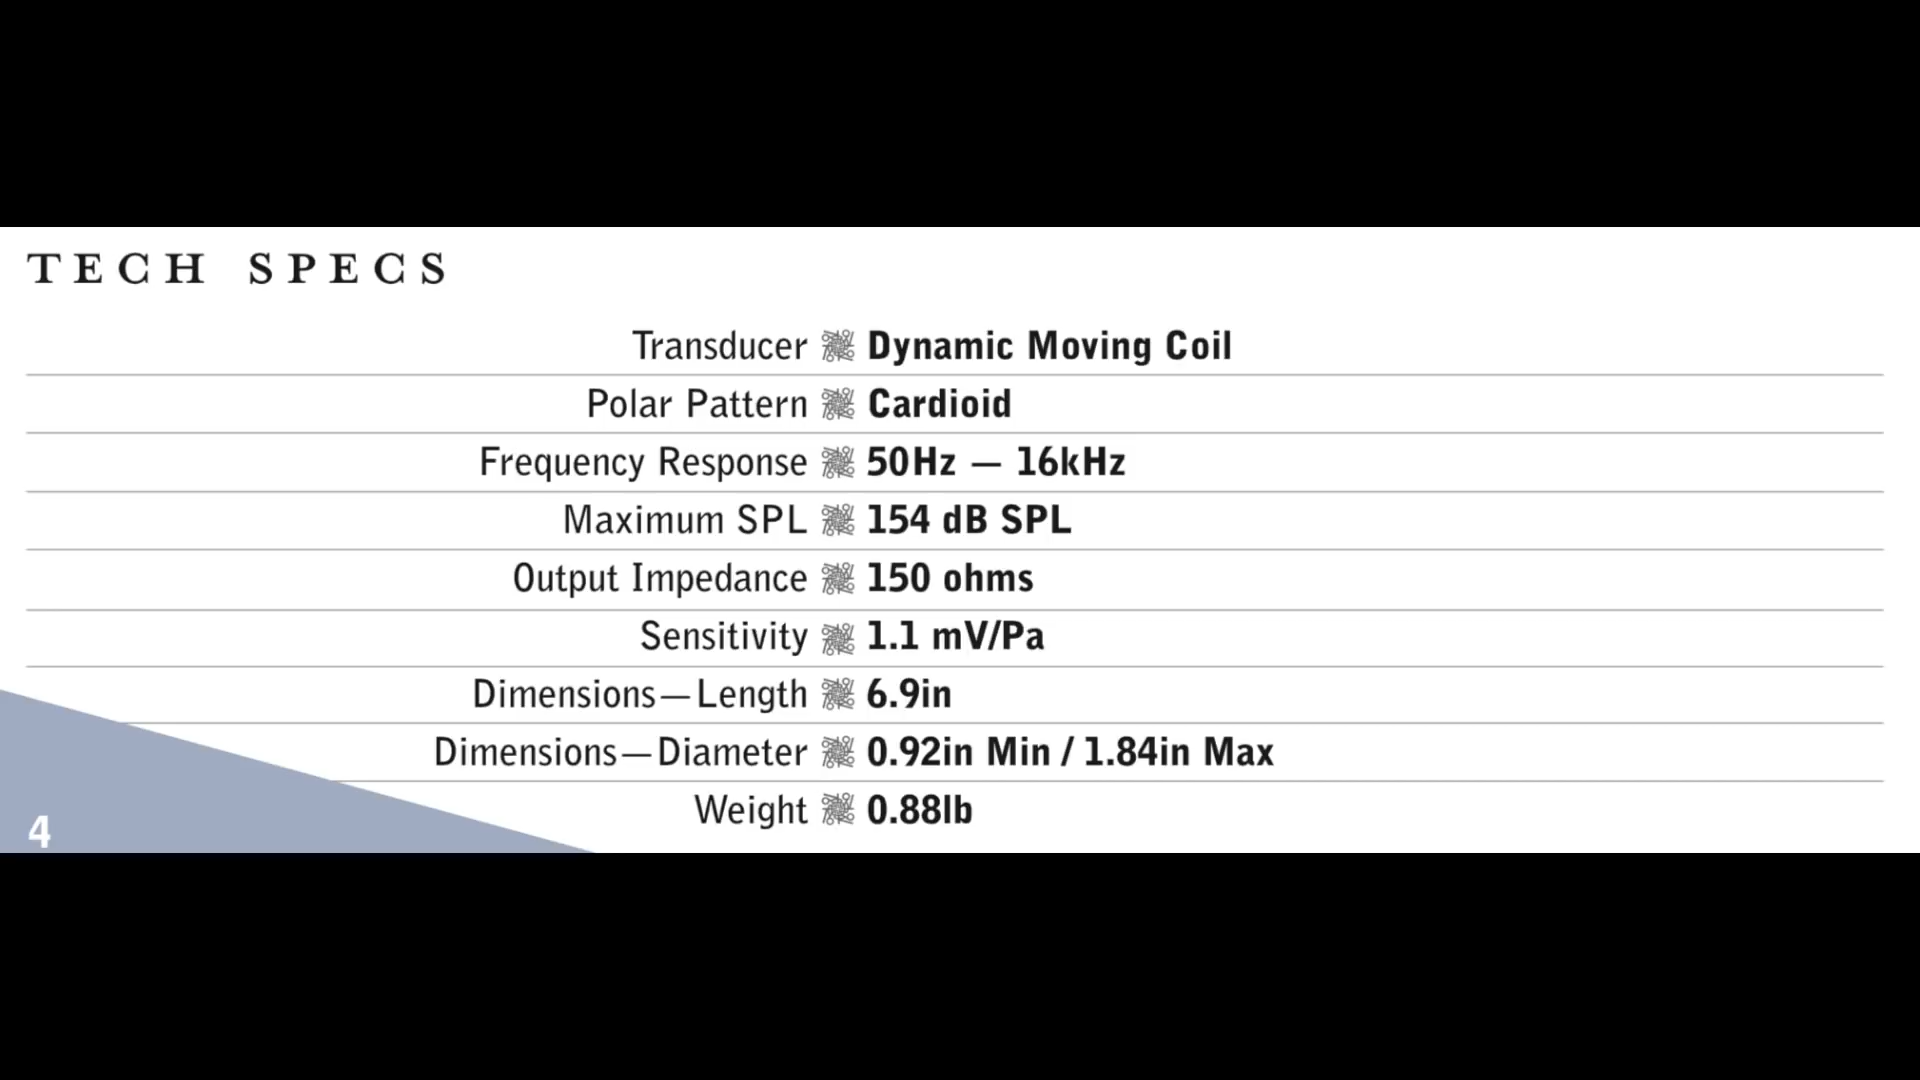 TECH SPECS
Transducer Dynamic Moving Coil
Polar Pattern Cardioid
Frequency Response 50Hz — 16kHz
Maximum SPL 154 dB SPL
Output Impedance 150 ohms
Sensitivity 1.1 mV/Pa
Dimensions—Length 6.9in
Dimensions—Diameter 0.92in Min / 1.84in Max
Weight 0.88lb
4